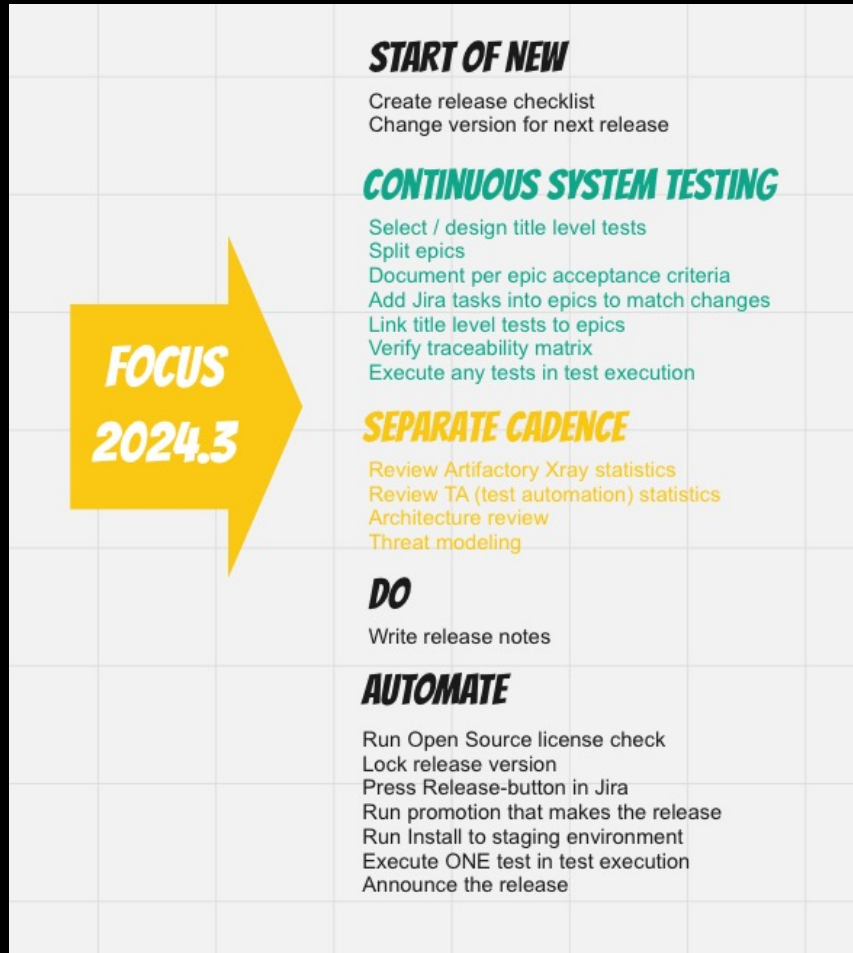 START OF NEW
Create release checklist
Change version for next release
CONTINUOUS SYSTEM TESTING
Select / design title level tests
Split epics
Document per epic acceptance criteria
Add Jira tasks into epics to match changes
Link title level tests to epics
Verify traceability matrix
Execute any tests in test execution
FOCUS
2024.3
SEPARATE CADENCE
Review Artifactory Xray statistics
Review TA (test automation) statistics
Architecture review
Threat modeling
DO
Write release notes
AUTOMATE
Run Open Source license check
Lock release version
Press Release-button in Jira
Run promotion that makes the release
Run Install to staging environment
Execute ONE test in test execution
Announce the release